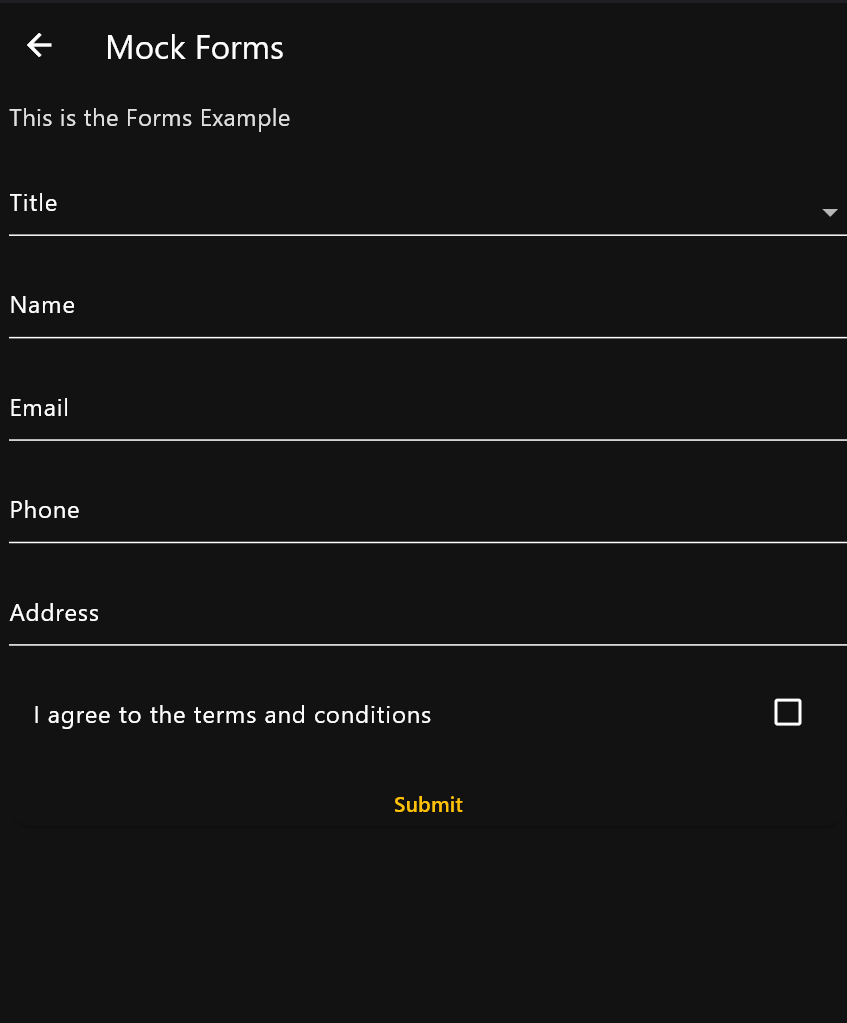 Mock Forms
This is the Forms Example
Title
Name
Email
Phone
Address
I agree to the terms and conditions
Submit